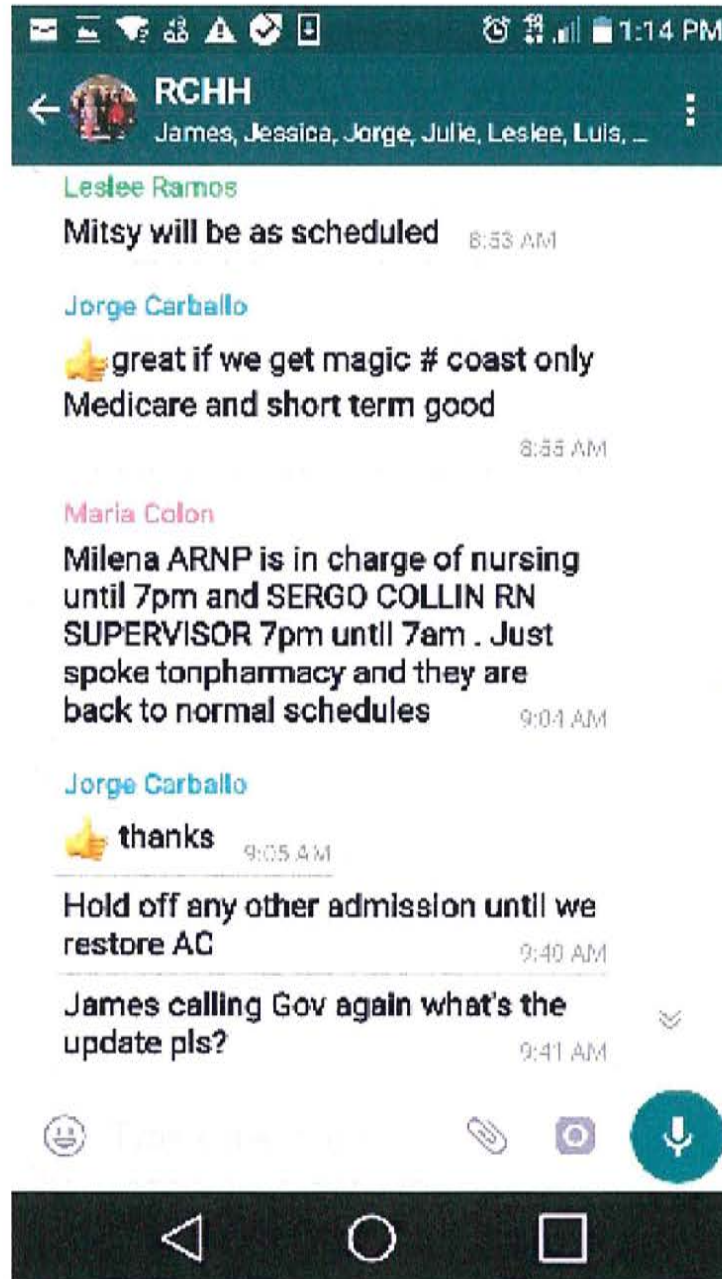 1:14 PM
RCHH
James, Jessica, Jorge, Julie, Leslee, Luis, ...
Leslee Ramos
Mitsy will be as scheduled 8:53 AM
Jorge Carballo
👍great if we get magic # coast only
Medicare and short term good
8:55 AM
Maria Colon
Milena ARNP is in charge of nursing
until 7pm and SERGO COLLIN RN
SUPERVISOR 7pm until 7am . Just
spoke tonpharmacy and they are
back to normal schedules 9:04 AM
Jorge Carballo
👍 thanks 9:05 AM
Hold off any other admission until we
restore AC 9:40 AM
James calling Gov again what's the
update pls? 9:41 AM